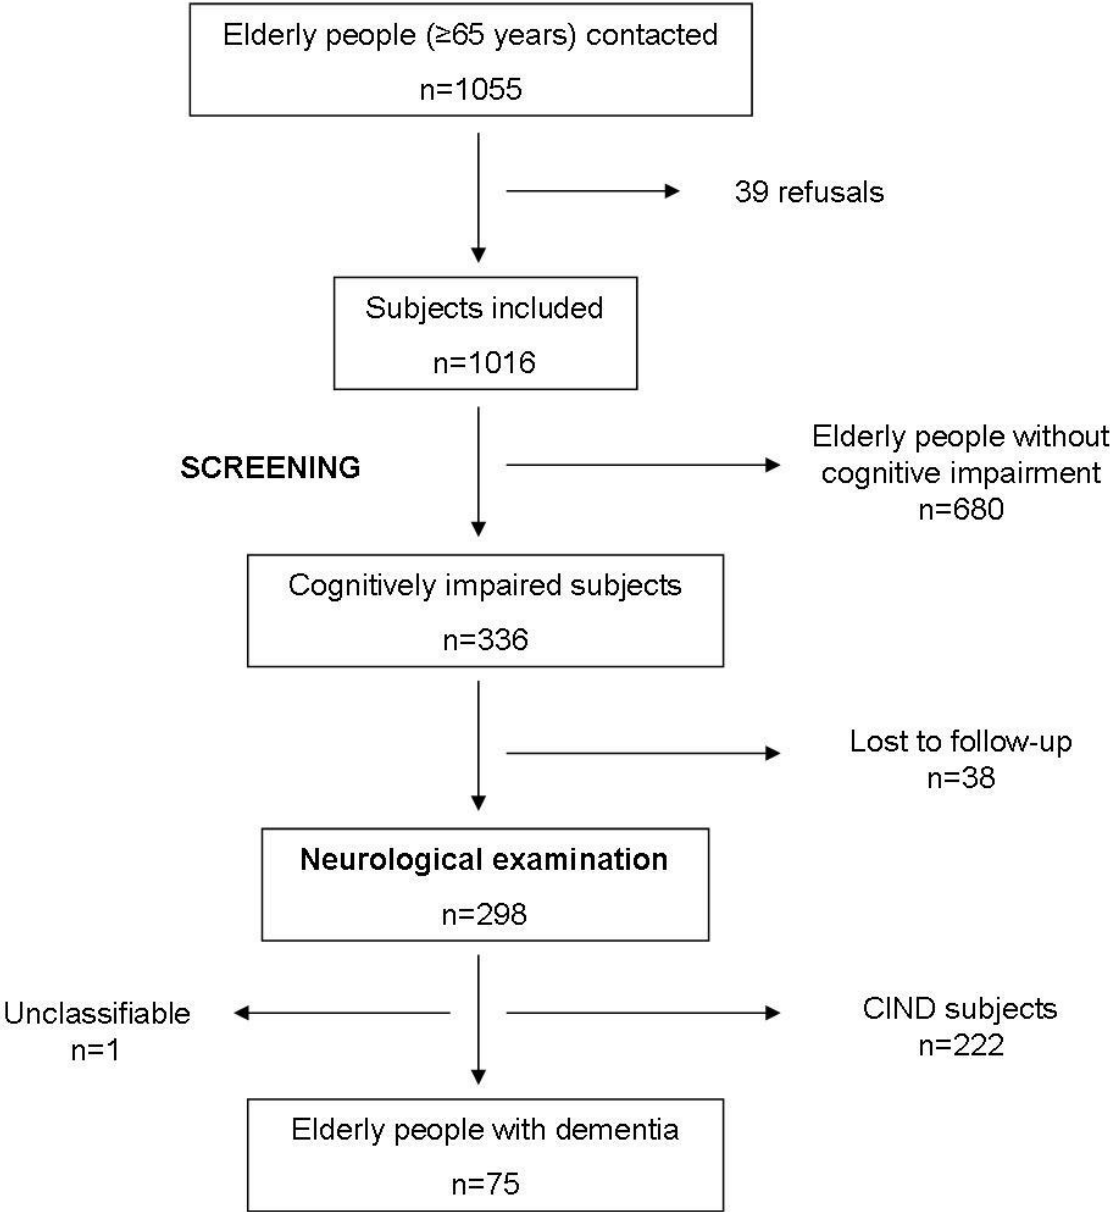 Elderly people (≥65 years) contacted
n=1055
39 refusals
Subjects included
n=1016
SCREENING
Elderly people without
cognitive impairment
n=680
Cognitively impaired subjects
n=336
Lost to follow-up
n=38
Neurological examination
n=298
Unclassifiable
n=1
CIND subjects
n=222
Elderly people with dementia
n=75